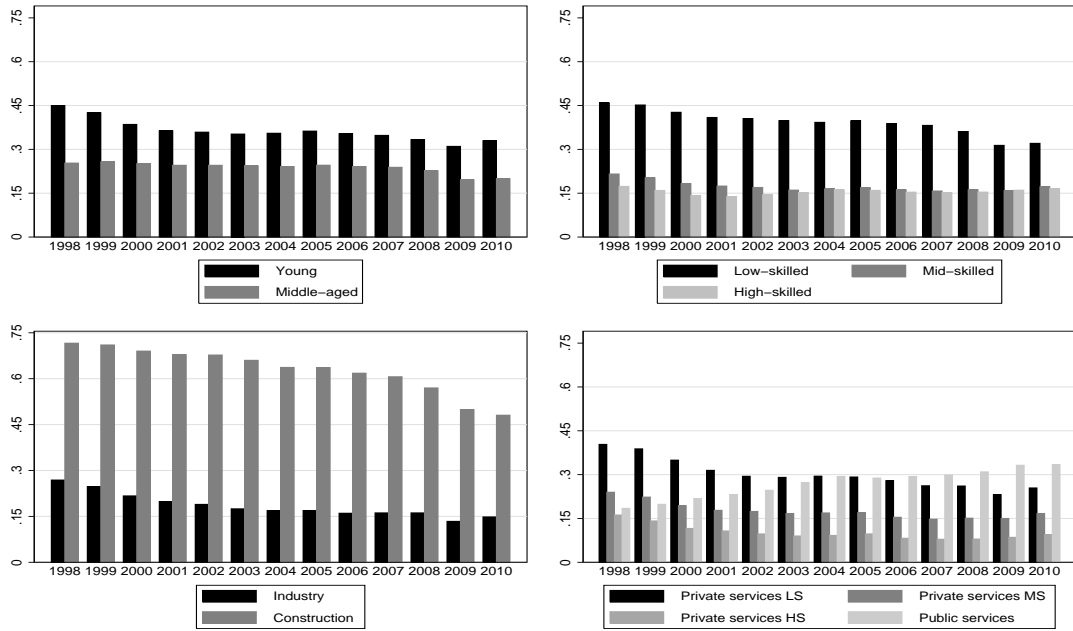 .75
.6
.45
.3
.15
0
1998 1999 2000 2001 2002 2003 2004 2005 2006 2007 2008 2009 2010
Young
Middle−aged
.75
.6
.45
.3
.15
0
1998 1999 2000 2001 2002 2003 2004 2005 2006 2007 2008 2009 2010
Low−skilled Mid−skilled
High−skilled
.75
.6
.45
.3
.15
0
1998 1999 2000 2001 2002 2003 2004 2005 2006 2007 2008 2009 2010
Industry
Construction
.75
.6
.45
.3
.15
0
1998 1999 2000 2001 2002 2003 2004 2005 2006 2007 2008 2009 2010
Private services LS Private services MS
Private services HS Public services